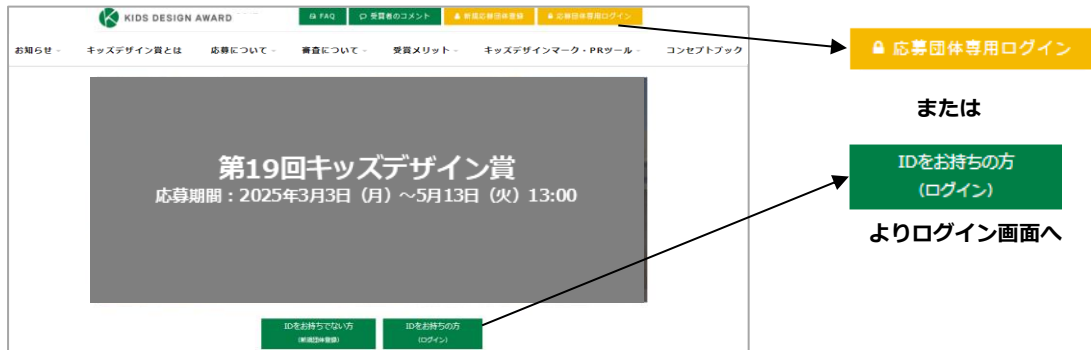 KIDS DESIGN AWARD
FAQ
受賞者のコメント
新規応募団体登録
応募団体専用ログイン
お知らせ
キッズデザイン賞とは
応募について
審査について
受賞メリット
キッズデザインマーク・PRツール
コンセプトブック
第19回キッズデザイン賞
応募期間：2025年3月3日（月）～5月13日（火）13:00
IDをお持ちでない方
（新規団体登録）
IDをお持ちの方
（ログイン）
応募団体専用ログイン
または
IDをお持ちの方
（ログイン）
よりログイン画面へ